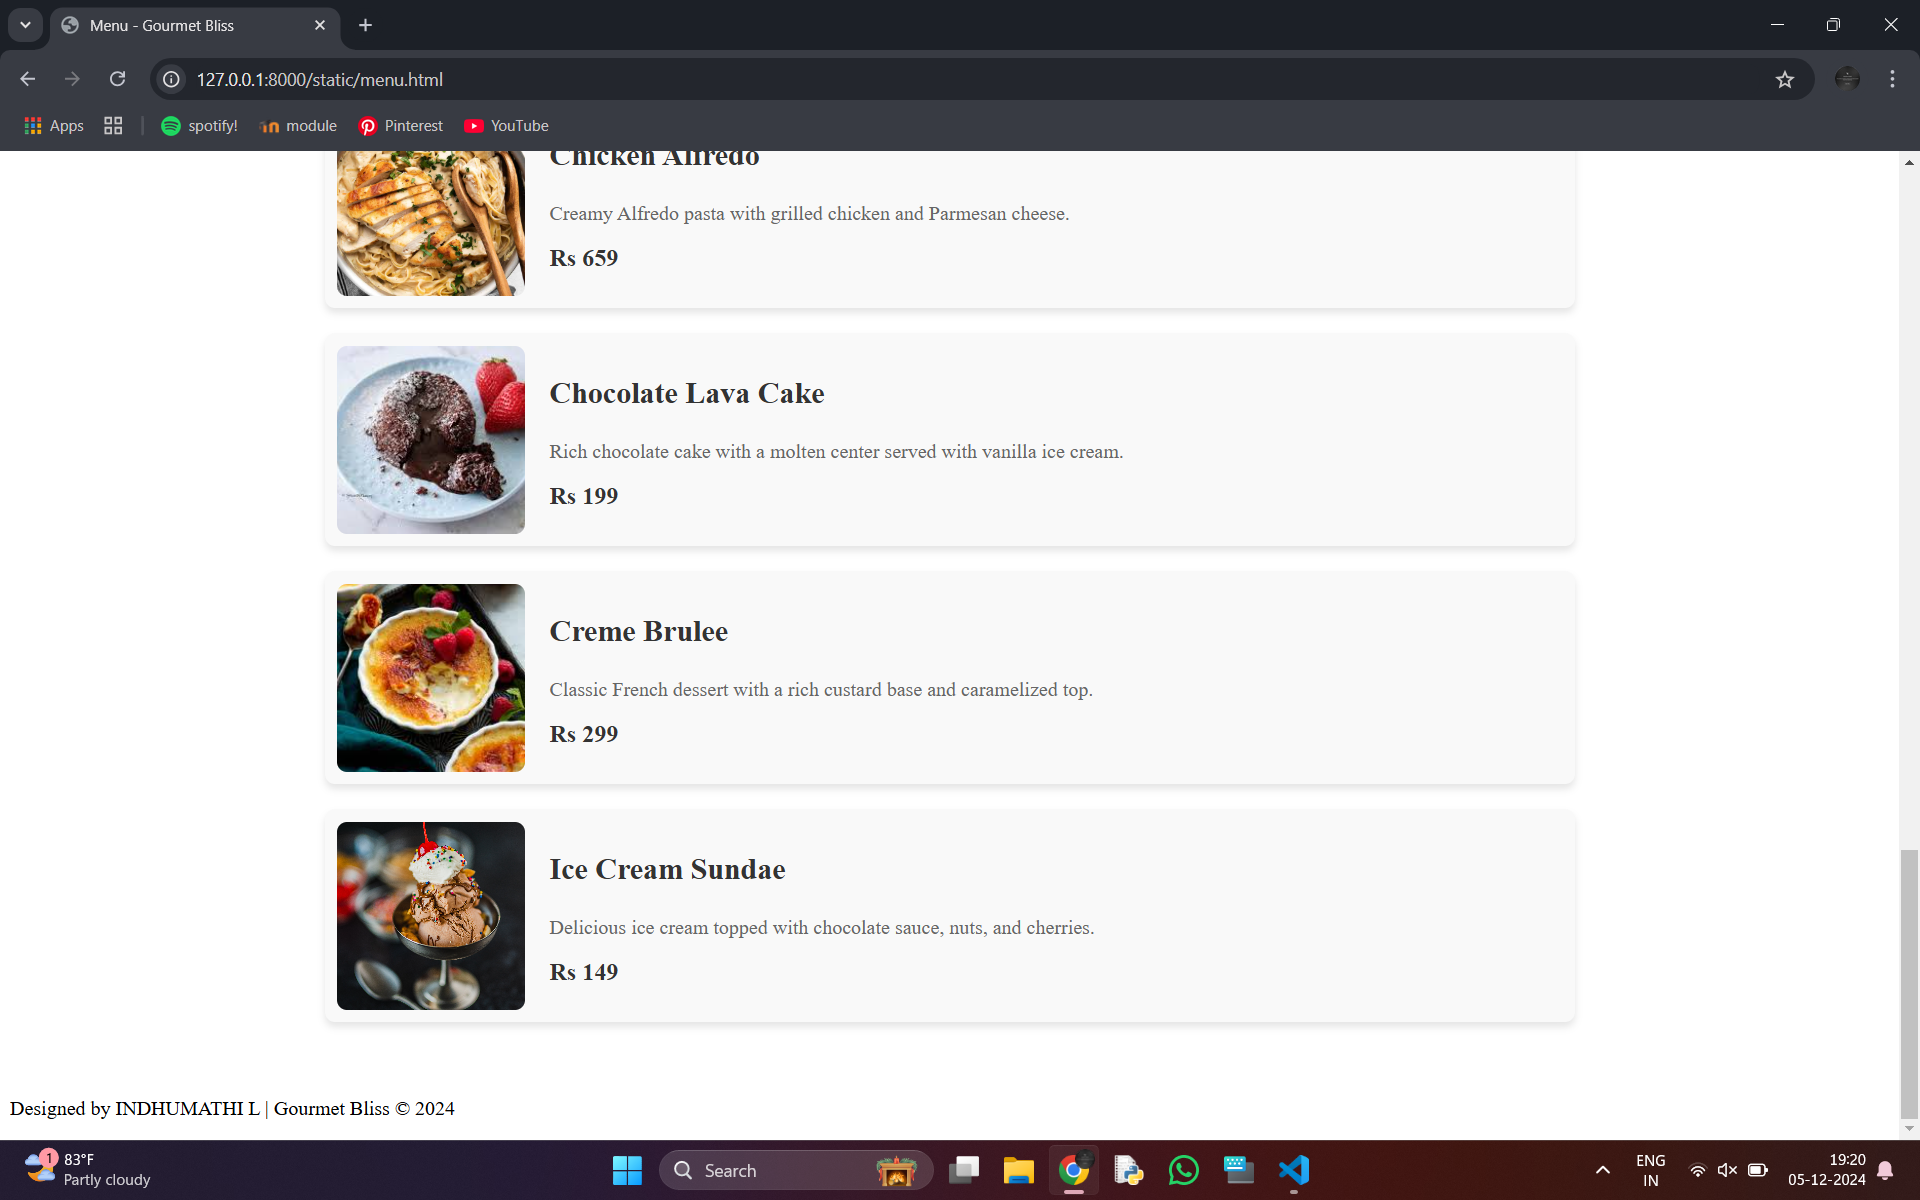 Menu - Gourmet Bliss
127.0.0.1:8000/static/menu.html
Apps
spotify!
module
Pinterest
YouTube
Chicken Alfredo
Creamy Alfredo pasta with grilled chicken and Parmesan cheese.
Rs 659
Chocolate Lava Cake
Rich chocolate cake with a molten center served with vanilla ice cream.
Rs 199
Creme Brulee
Classic French dessert with a rich custard base and caramelized top.
Rs 299
Ice Cream Sundae
Delicious ice cream topped with chocolate sauce, nuts, and cherries.
Rs 149
Designed by INDHUMATHI L | Gourmet Bliss © 2024
1
83°F
Partly cloudy
Search
ENG
IN
19:20
05-12-2024